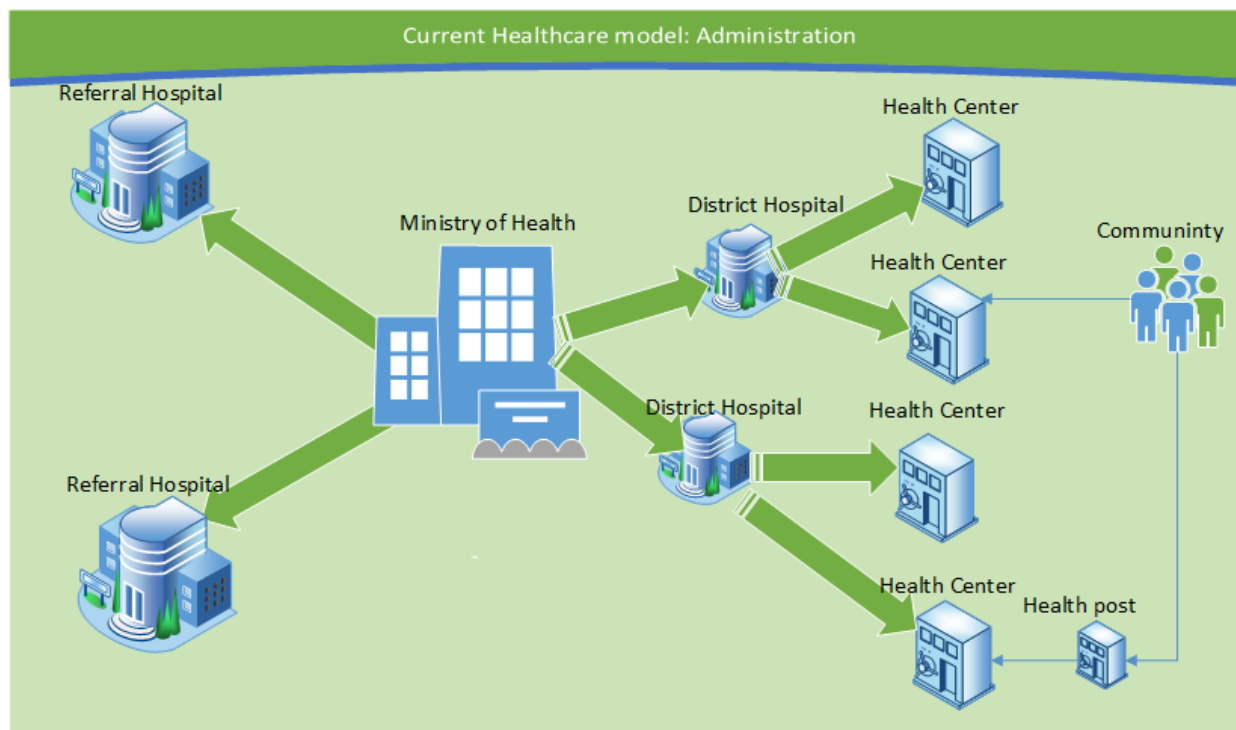 Current Healthcare model: Administration
Referral Hospital
Health Center
Ministry of Health
District Hospital
Communinty
Health Center
District Hospital
Health Center
Referral Hospital
Health Center
Health post